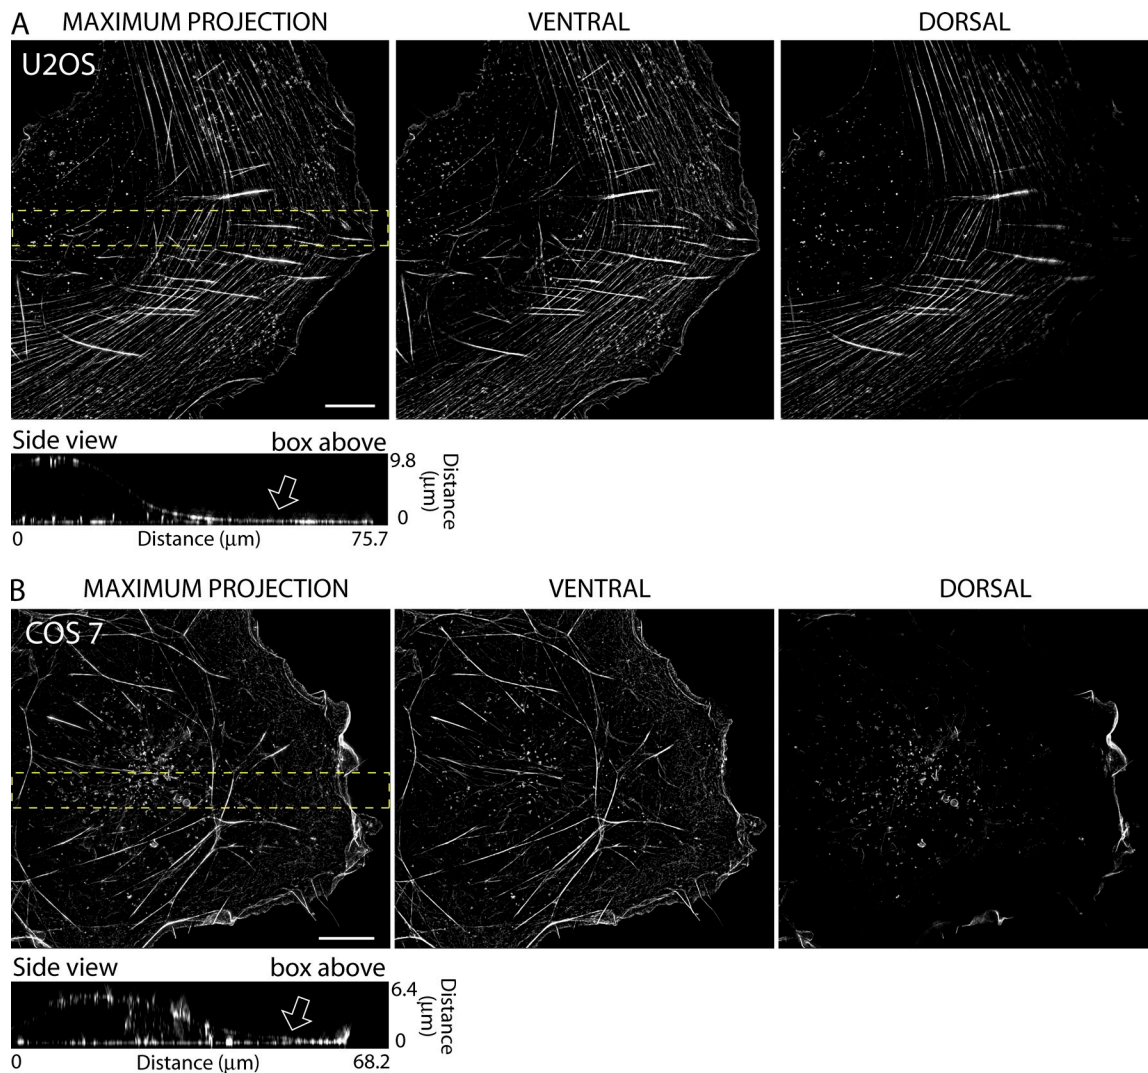 A
MAXIMUM PROJECTION VENTRAL DORSAL
U2OS
Side view box above
9.8
Distance
(μm)
0
0 Distance (μm) 75.7
B
MAXIMUM PROJECTION VENTRAL DORSAL
COS 7
Side view box above
6.4
Distance
(μm)
0
0 Distance (μm) 68.2